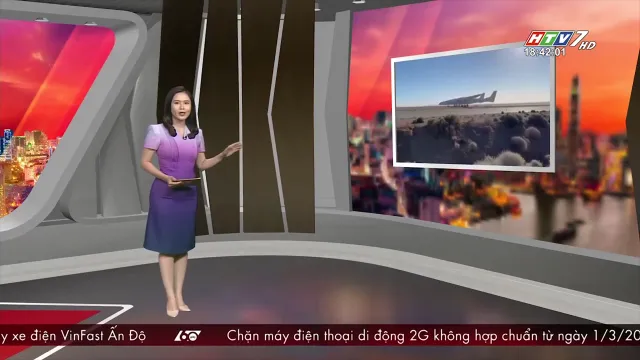 HTV7 HD
18:42:01
y xe điện VinFast Ấn Độ 60 Chặn máy điện thoại di động 2G không hợp chuẩn từ ngày 1/3/20